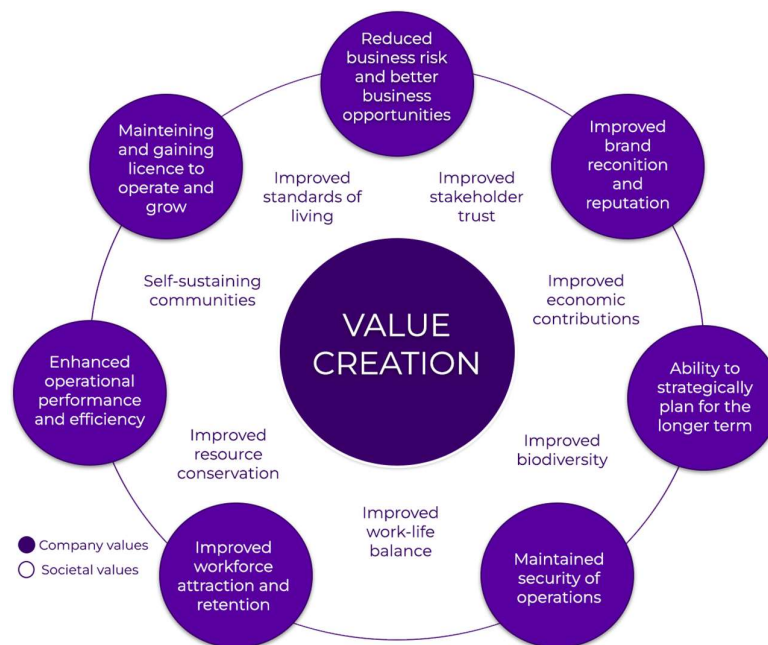 Reduced
business risk
and better
business
opportunities
Mainteining
and gaining
licence to
operate and
grow
Improved
brand
reconition
and
reputation
Improved
standards of
living
Improved
stakeholder
trust
Self-sustaining
communities
VALUE
CREATION
Improved
economic
contributions
Enhanced
operational
performance
and efficiency
Ability to
strategically
plan for the
longer term
Improved
resource
conservation
Improved
biodiversity
Improved
work-life
balance
Company values
Societal values
Improved
workforce
attraction and
retention
Maintained
security of
operations